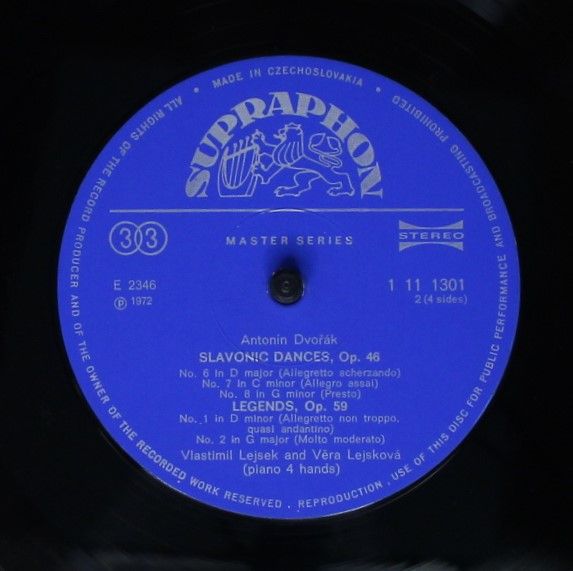 · MADE IN CZECHOSLOVAKIA ·
ALL RIGHTS OF THE RECORD PRODUCER AND OF THE OWNER OF THE RECORDED WORK RESERVED . REPRODUCTION , USE OF THIS DISC FOR PUBLIC PERFORMANCE AND BROADCASTING PROHIBITED
SUPRAPHON
33
MASTER SERIES
STEREO
E 2346
1 11 1301
℗ 1972
2 (4 sides)
Antonín Dvořák
SLAVONIC DANCES, Op. 46
No. 6 in D major (Allegretto scherzando)
No. 7 in C minor (Allegro assai)
No. 8 in G minor (Presto)
LEGENDS, Op. 59
No. 1 in D minor (Allegretto non troppo,
quasi andantino)
No. 2 in G major (Molto moderato)
Vlastimil Lejsek and Věra Lejsková
(piano 4 hands)